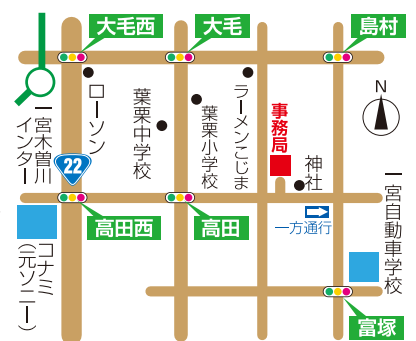 大毛西
大毛
島村
一宮木曽川
インター
ローソン
葉栗中学校
葉栗小学校
ラーメンこじま
事務局
神社
N
22
高田西
高田
一方通行
一宮自動車学校
コナミ
（元ソニー）
富塚